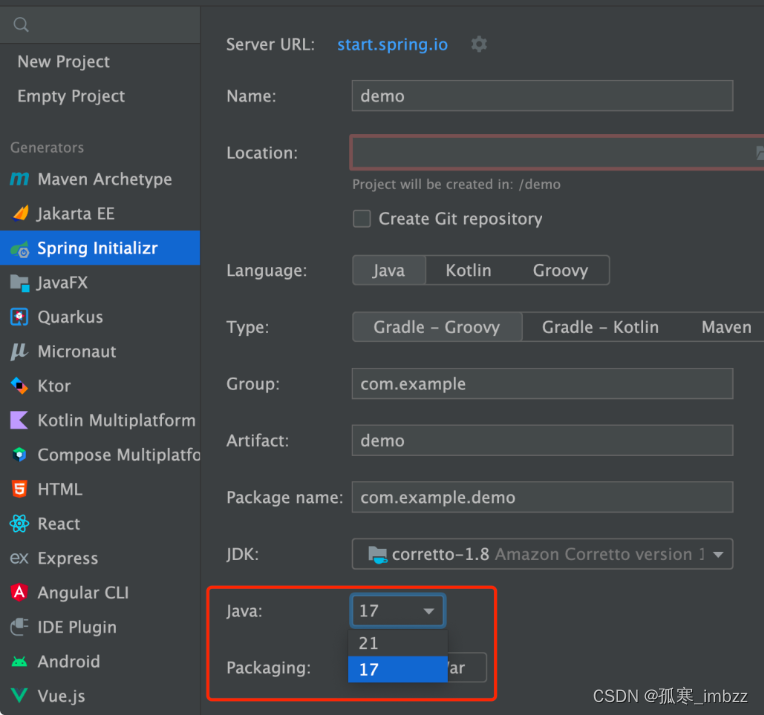 New Project
Empty Project
Generators
Maven Archetype
Jakarta EE
Spring Initializr
JavaFX
Quarkus
Micronaut
Ktor
Kotlin Multiplatform
Compose Multiplatfo
HTML
React
ex Express
Angular CLI
IDE Plugin
Android
Vue.js
Server URL: start.spring.io
Name: demo
Location:
Project will be created in: /demo
Create Git repository
Language: Java Kotlin Groovy
Type: Gradle – Groovy Gradle – Kotlin Maven
Group: com.example
Artifact: demo
Package name: com.example.demo
JDK: corretto-1.8 Amazon Corretto version 1
Java: 17
21
Packaging: 17 ar
CSDN @孤寒_imbzz